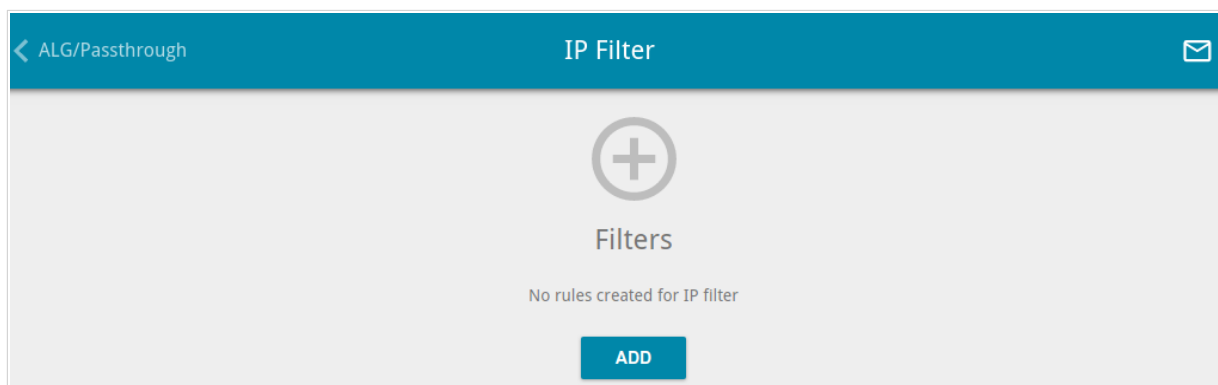 ALG/Passthrough
IP Filter
Filters
No rules created for IP filter
ADD